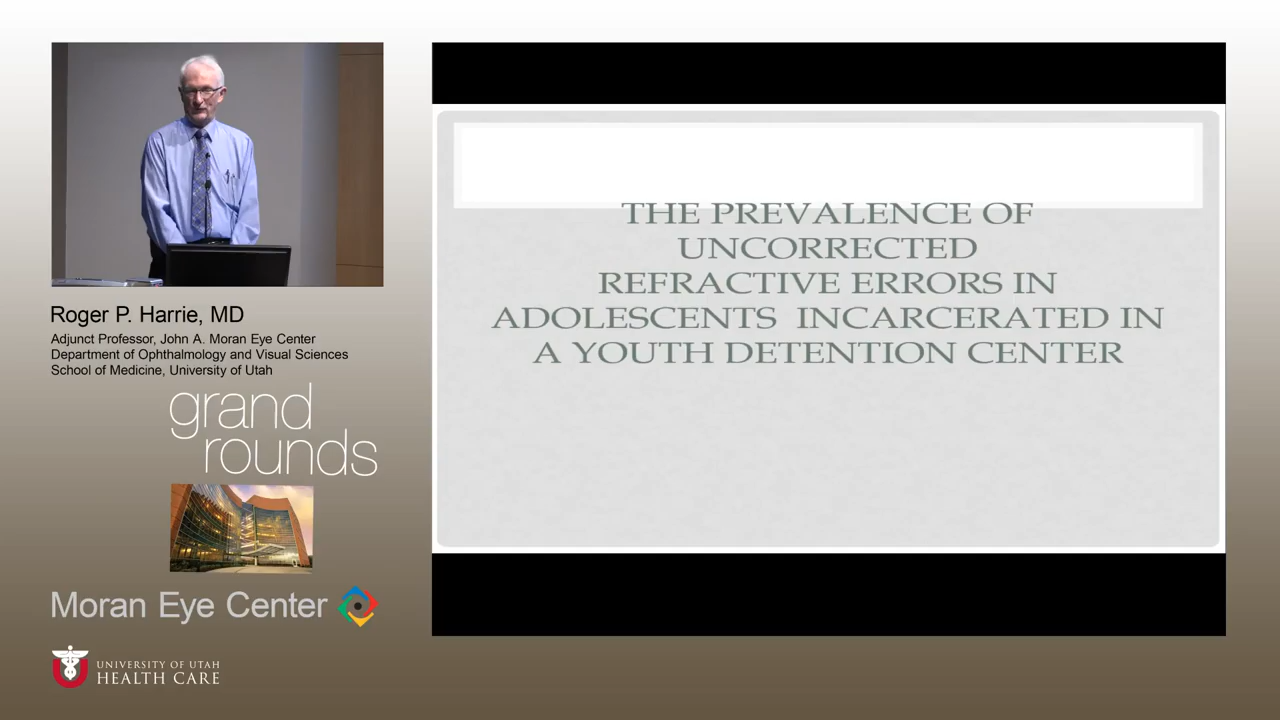 Roger P. Harrie, MD
Adjunct Professor, John A. Moran Eye Center
Department of Ophthalmology and Visual Sciences
School of Medicine, University of Utah
grand
rounds
Moran Eye Center
UNIVERSITY OF UTAH
HEALTH CARE
THE PREVALENCE OF
UNCORRECTED
REFRACTIVE ERRORS IN
ADOLESCENTS INCARCERATED IN
A YOUTH DETENTION CENTER